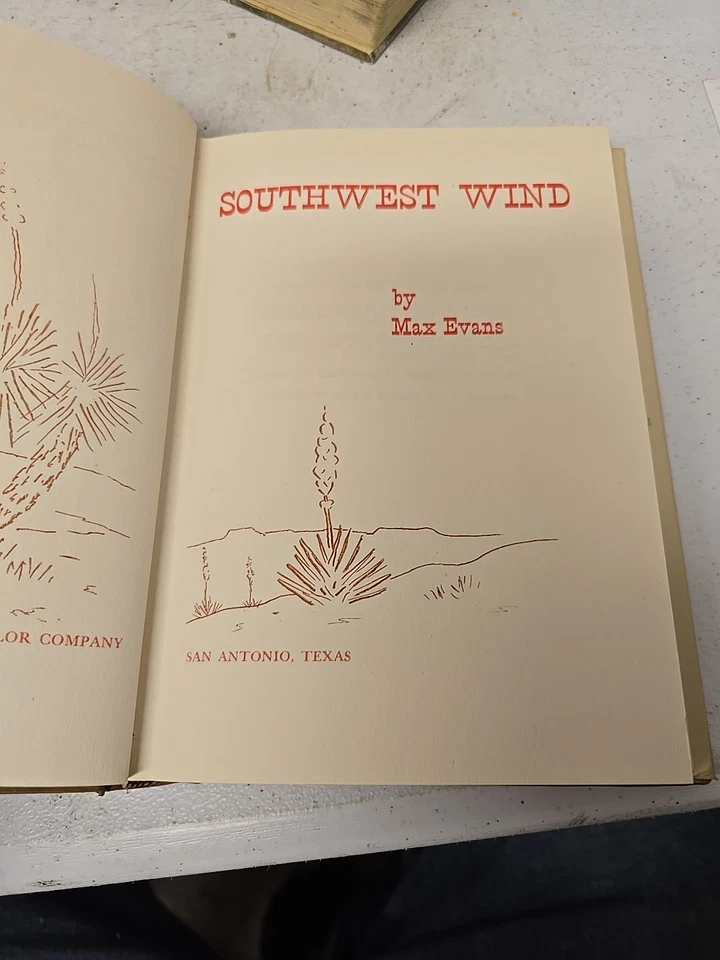 SOUTHWEST WIND
by
Max Evans
LOR COMPANY
SAN ANTONIO, TEXAS